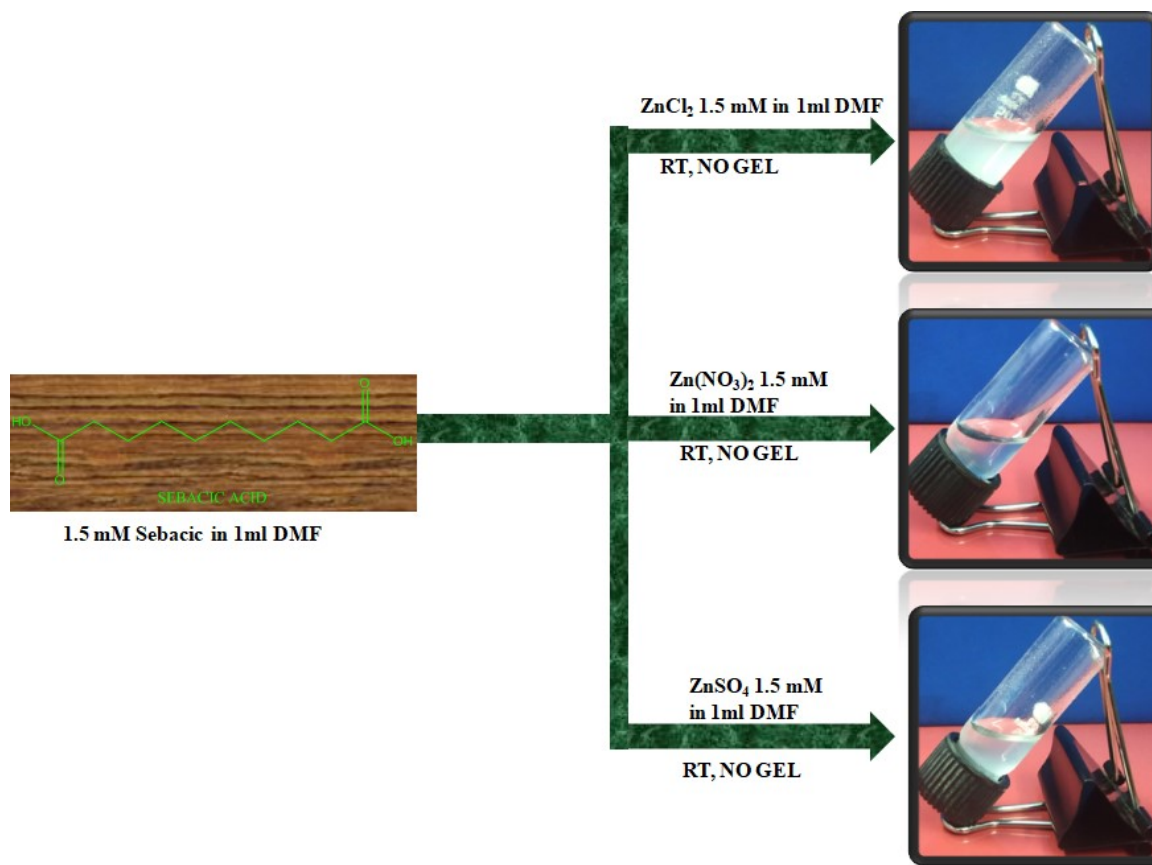 ZnCl₂ 1.5 mM in 1ml DMF
RT, NO GEL
Zn(NO₃)₂ 1.5 mM
in 1ml DMF
RT, NO GEL
HO
O
O
OH
SEBACIC ACID
1.5 mM Sebacic in 1ml DMF
ZnSO₄ 1.5 mM
in 1ml DMF
RT, NO GEL